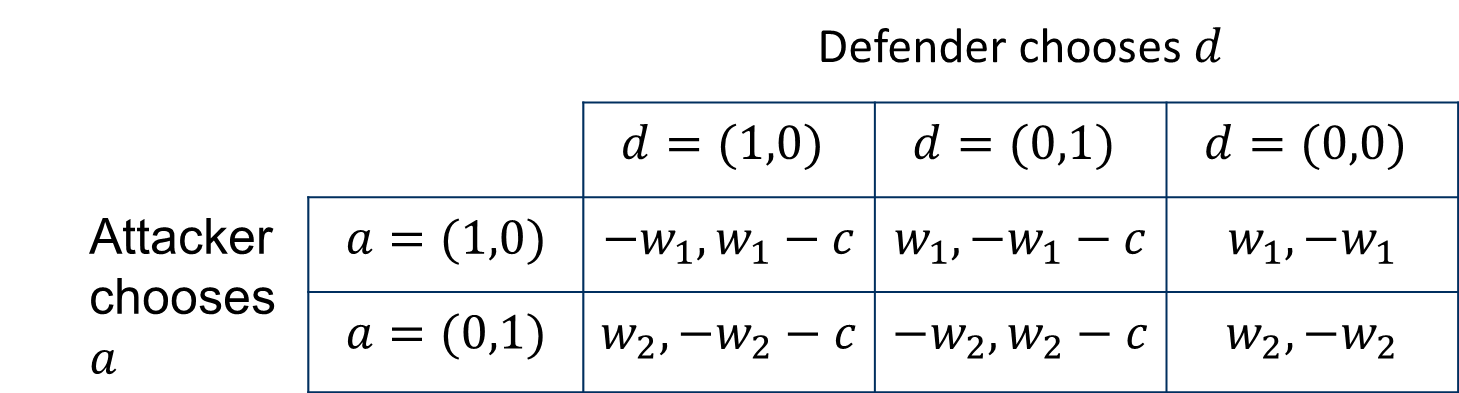 Defender chooses 𝑑
𝑑 = (1,0) 𝑑 = (0,1) 𝑑 = (0,0)
Attacker chooses 𝑎
𝑎 = (1,0) −𝑤₁, 𝑤₁ − 𝑐 𝑤₁, −𝑤₁ − 𝑐 𝑤₁, −𝑤₁
𝑎 = (0,1) 𝑤₂, −𝑤₂ − 𝑐 −𝑤₂, 𝑤₂ − 𝑐 𝑤₂, −𝑤₂